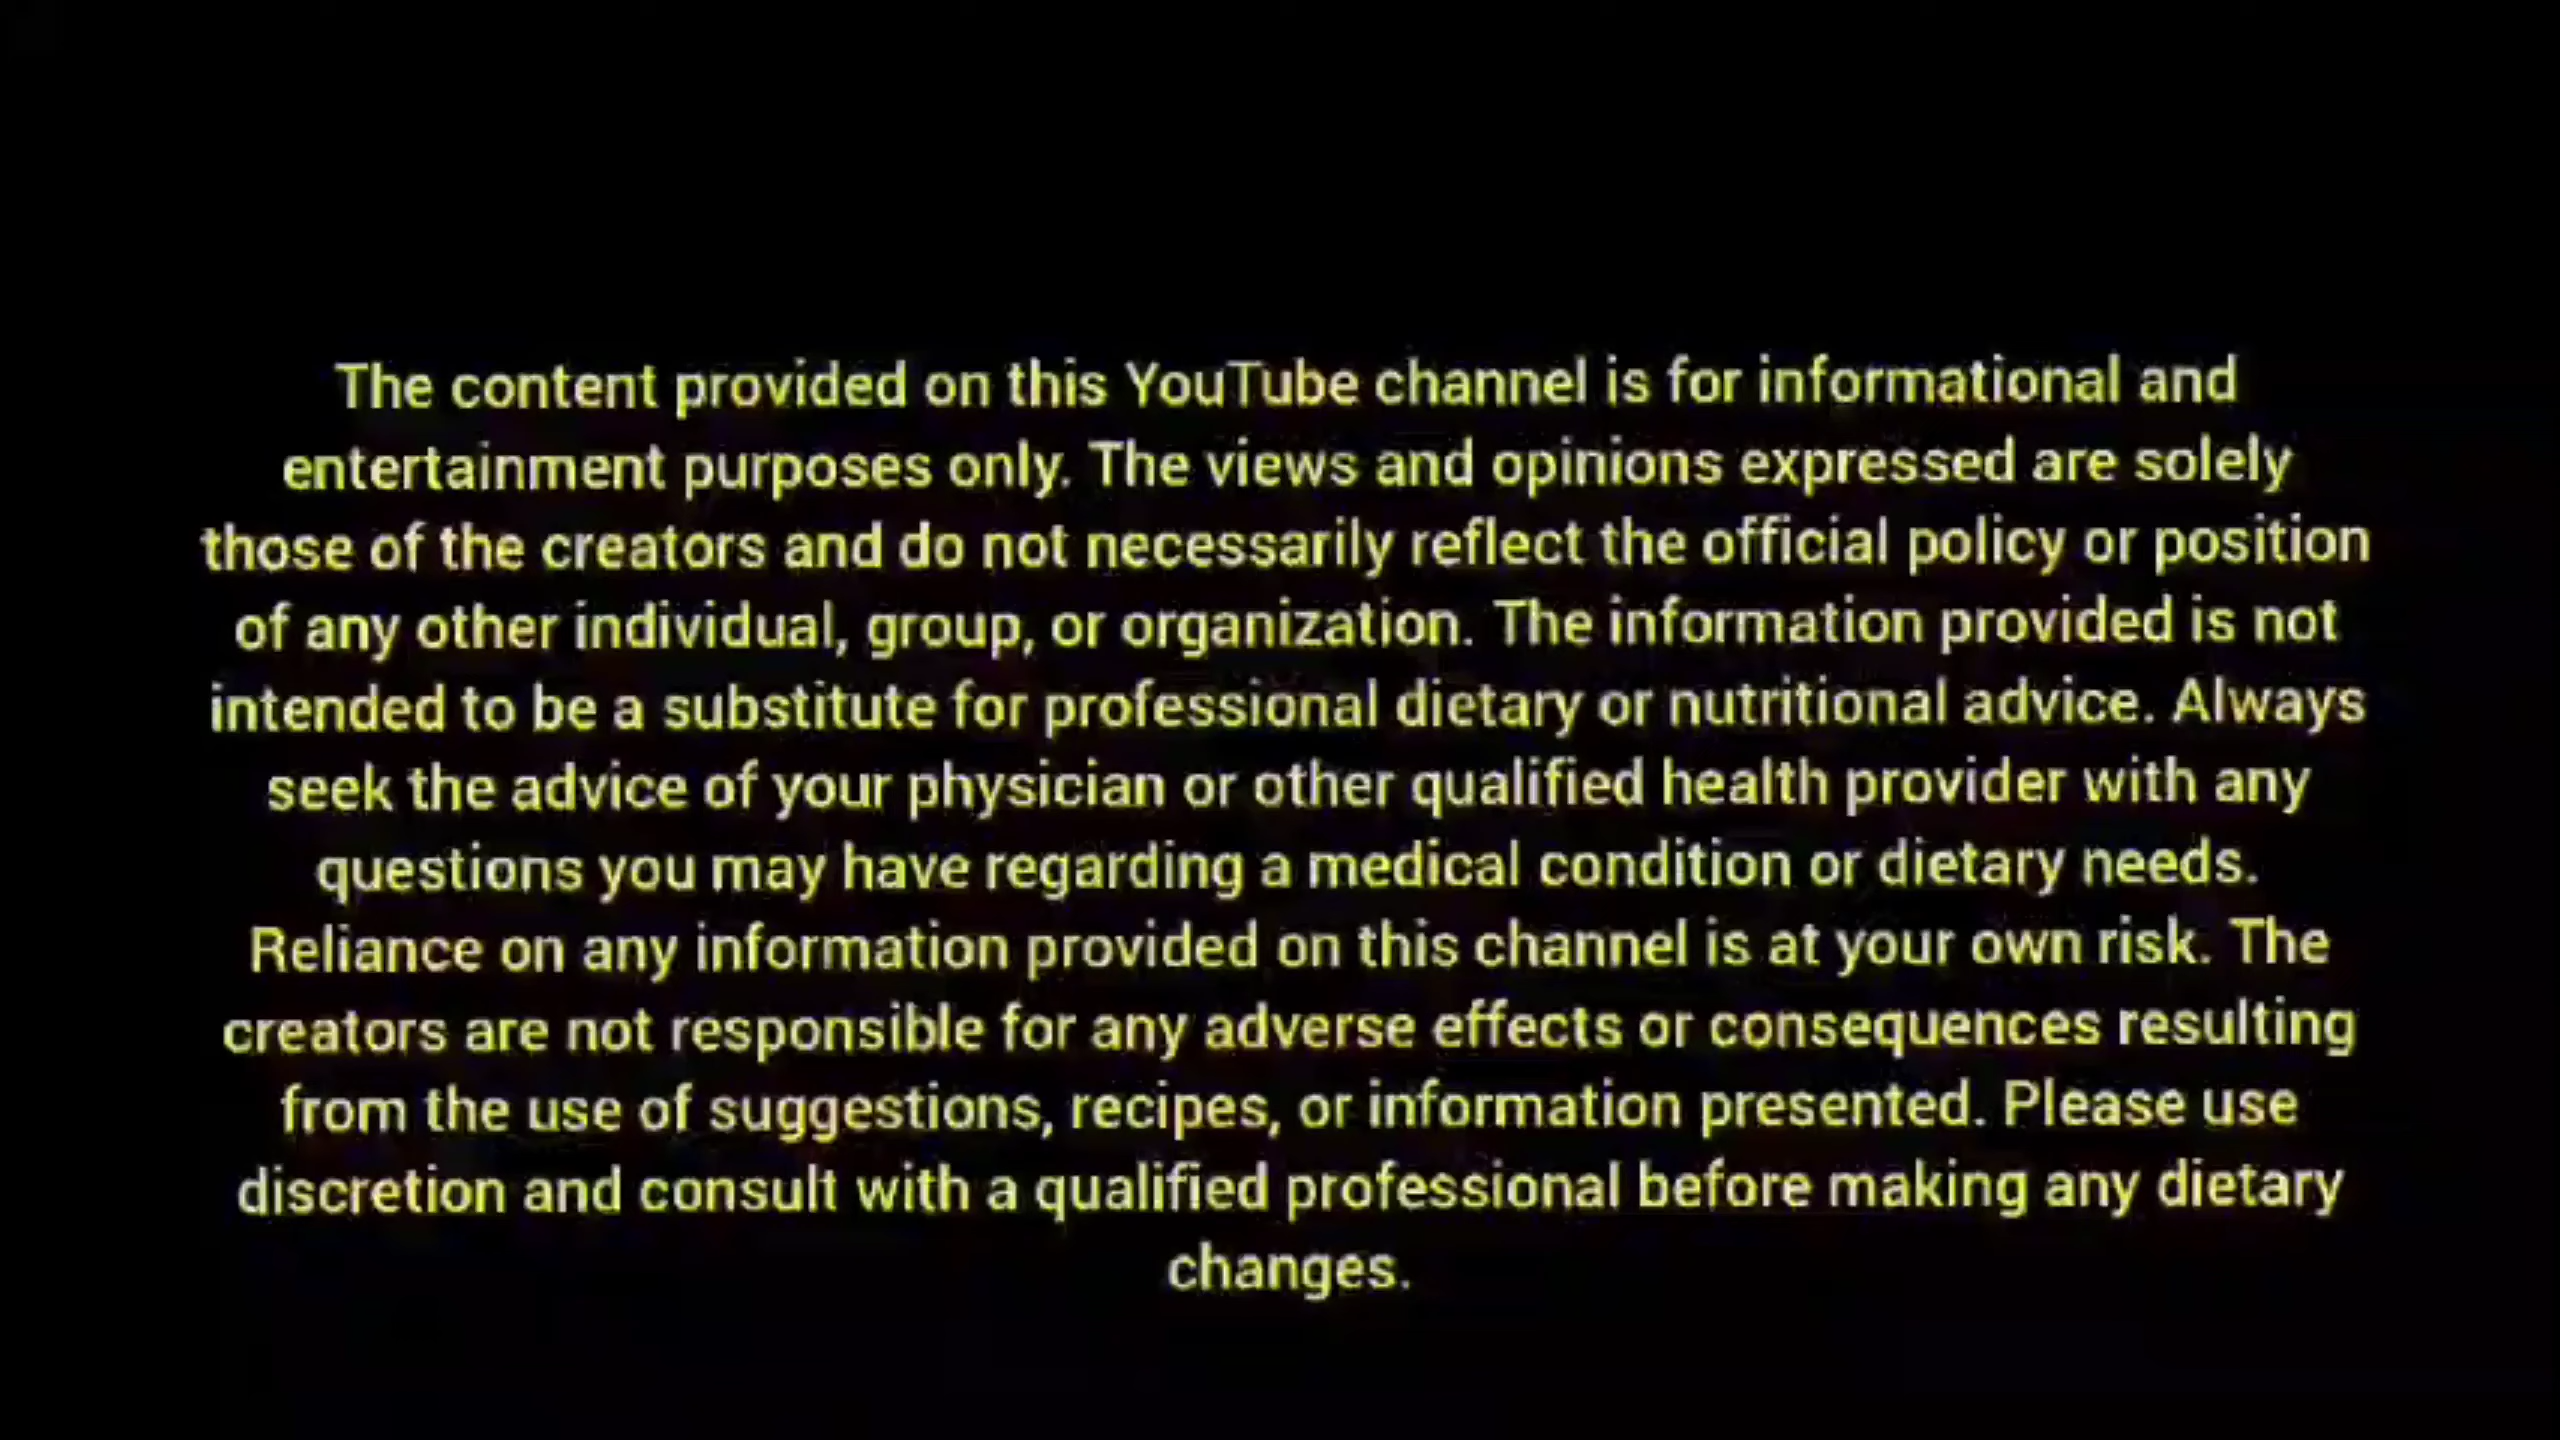 The content provided on this YouTube channel is for informational and
entertainment purposes only. The views and opinions expressed are solely
those of the creators and do not necessarily reflect the official policy or position
of any other individual, group, or organization. The information provided is not
intended to be a substitute for professional dietary or nutritional advice. Always
seek the advice of your physician or other qualified health provider with any
questions you may have regarding a medical condition or dietary needs.
Reliance on any information provided on this channel is at your own risk. The
creators are not responsible for any adverse effects or consequences resulting
from the use of suggestions, recipes, or information presented. Please use
discretion and consult with a qualified professional before making any dietary
changes.